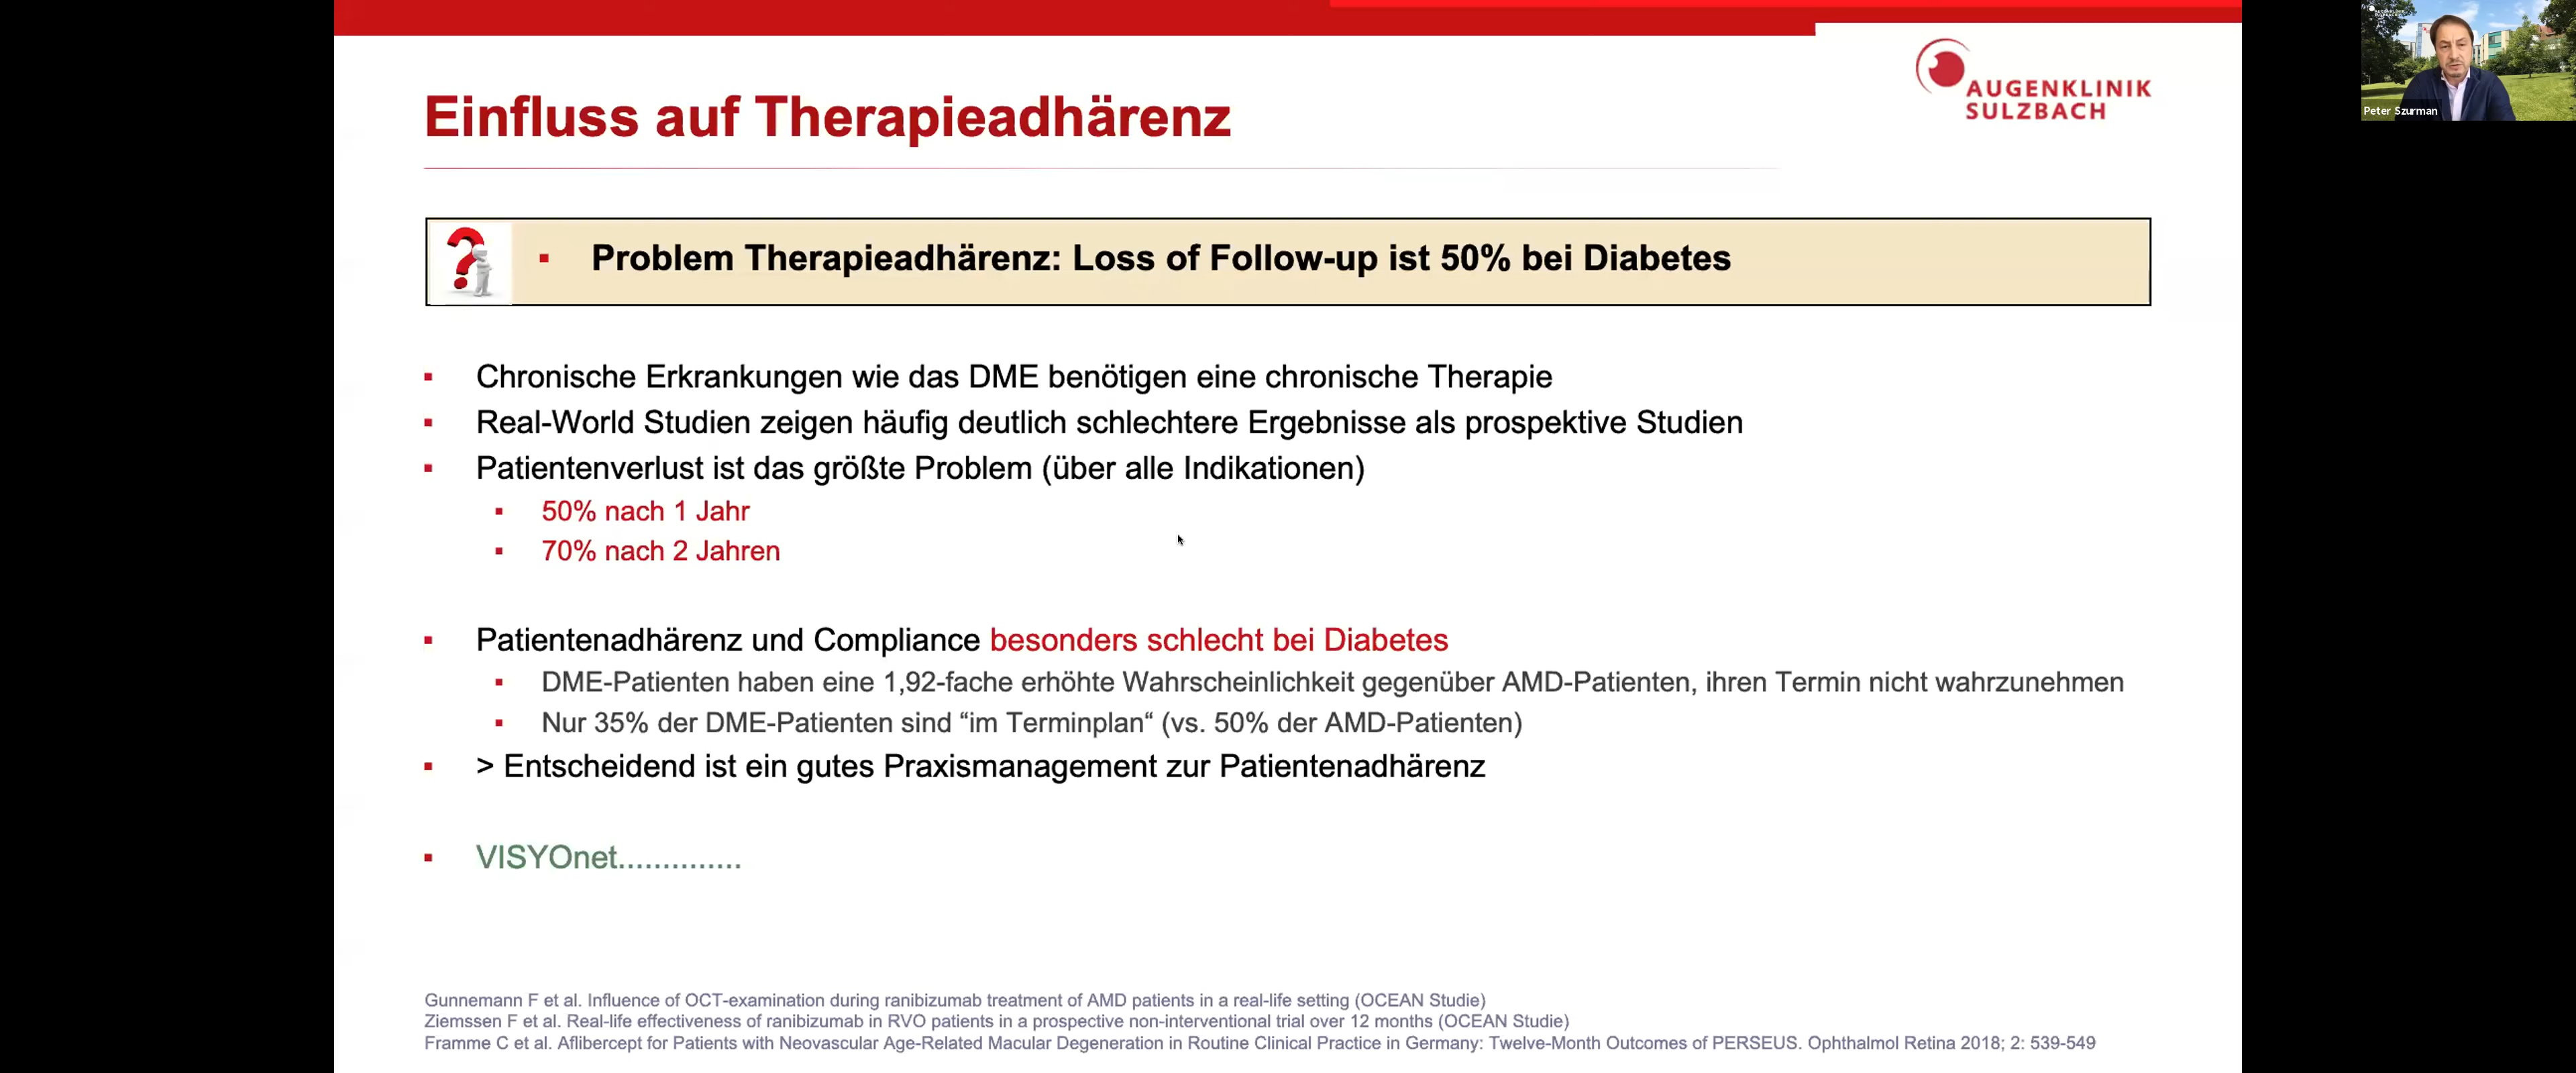 Einfluss auf Therapieadhärenz
AUGENKLINIK
SULZBACH
Peter Szurman
▪ Problem Therapieadhärenz: Loss of Follow-up ist 50% bei Diabetes
▪ Chronische Erkrankungen wie das DME benötigen eine chronische Therapie
▪ Real-World Studien zeigen häufig deutlich schlechtere Ergebnisse als prospektive Studien
▪ Patientenverlust ist das größte Problem (über alle Indikationen)
▪ 50% nach 1 Jahr
▪ 70% nach 2 Jahren
▪ Patientenadhärenz und Compliance besonders schlecht bei Diabetes
▪ DME-Patienten haben eine 1,92-fache erhöhte Wahrscheinlichkeit gegenüber AMD-Patienten, ihren Termin nicht wahrzunehmen
▪ Nur 35% der DME-Patienten sind “im Terminplan“ (vs. 50% der AMD-Patienten)
▪ > Entscheidend ist ein gutes Praxismanagement zur Patientenadhärenz
▪ VISYOnet..............
Gunnemann F et al. Influence of OCT-examination during ranibizumab treatment of AMD patients in a real-life setting (OCEAN Studie)
Ziemssen F et al. Real-life effectiveness of ranibizumab in RVO patients in a prospective non-interventional trial over 12 months (OCEAN Studie)
Framme C et al. Aflibercept for Patients with Neovascular Age-Related Macular Degeneration in Routine Clinical Practice in Germany: Twelve-Month Outcomes of PERSEUS. Ophthalmol Retina 2018; 2: 539-549